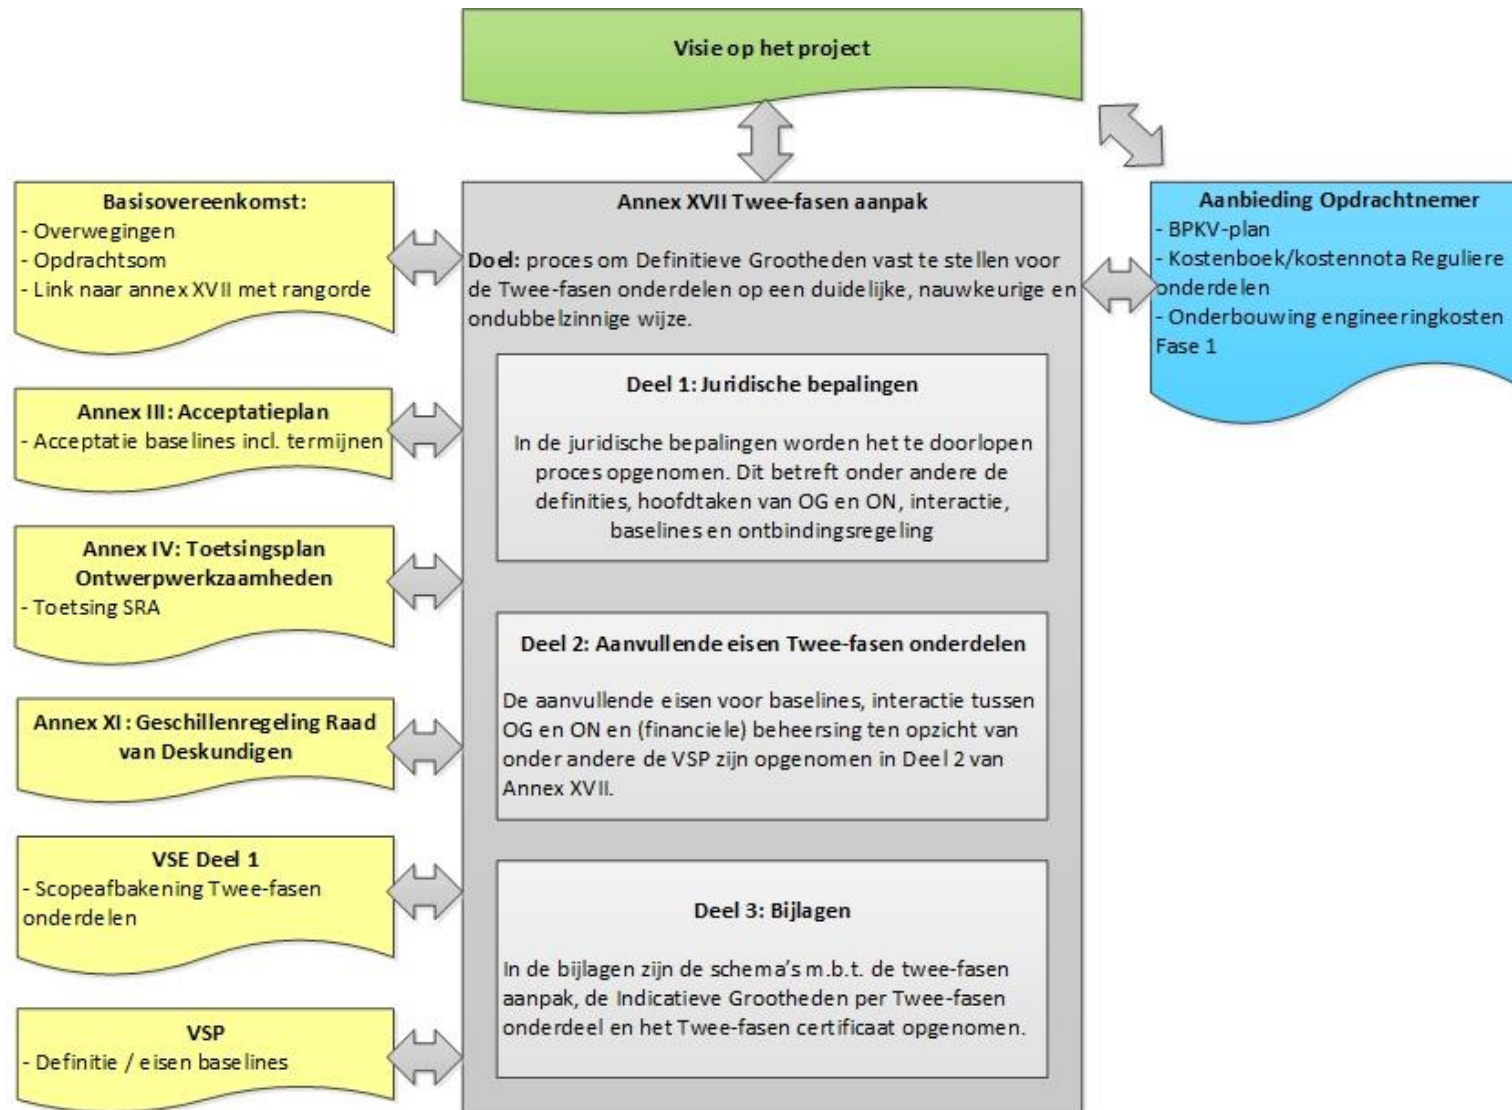 Visie op het project
Basisovereenkomst:
- Overwegingen
- Opdrachtsom
- Link naar annex XVII met rangorde
Annex III: Acceptatieplan
- Acceptatie baselines incl. termijnen
Annex IV: Toetsingsplan
Ontwerpwerkzaamheden
- Toetsing SRA
Annex XI: Geschillenregeling Raad
van Deskundigen
VSE Deel 1
- Scopeafbakening Twee-fasen
onderdelen
VSP
- Definitie / eisen baselines
Annex XVII Twee-fasen aanpak
Doel: proces om Definitieve Grootheden vast te stellen voor
de Twee-fasen onderdelen op een duidelijke, nauwkeurige en
ondubbelzinnige wijze.
Deel 1: Juridische bepalingen
In de juridische bepalingen worden het te doorlopen
proces opgenomen. Dit betreft onder andere de
definities, hoofdtaken van OG en ON, interactie,
baselines en ontbindingsregeling
Deel 2: Aanvullende eisen Twee-fasen onderdelen
De aanvullende eisen voor baselines, interactie tussen
OG en ON en (financiele) beheersing ten opzicht van
onder andere de VSP zijn opgenomen in Deel 2 van
Annex XVII.
Deel 3: Bijlagen
In de bijlagen zijn de schema's m.b.t. de twee-fasen
aanpak, de Indicatieve Grootheden per Twee-fasen
onderdeel en het Twee-fasen certificaat opgenomen.
Aanbieding Opdrachtnemer
- BPKV-plan
- Kostenboek/kostennota Reguliere
onderdelen
- Onderbouwing engineeringkosten
Fase 1